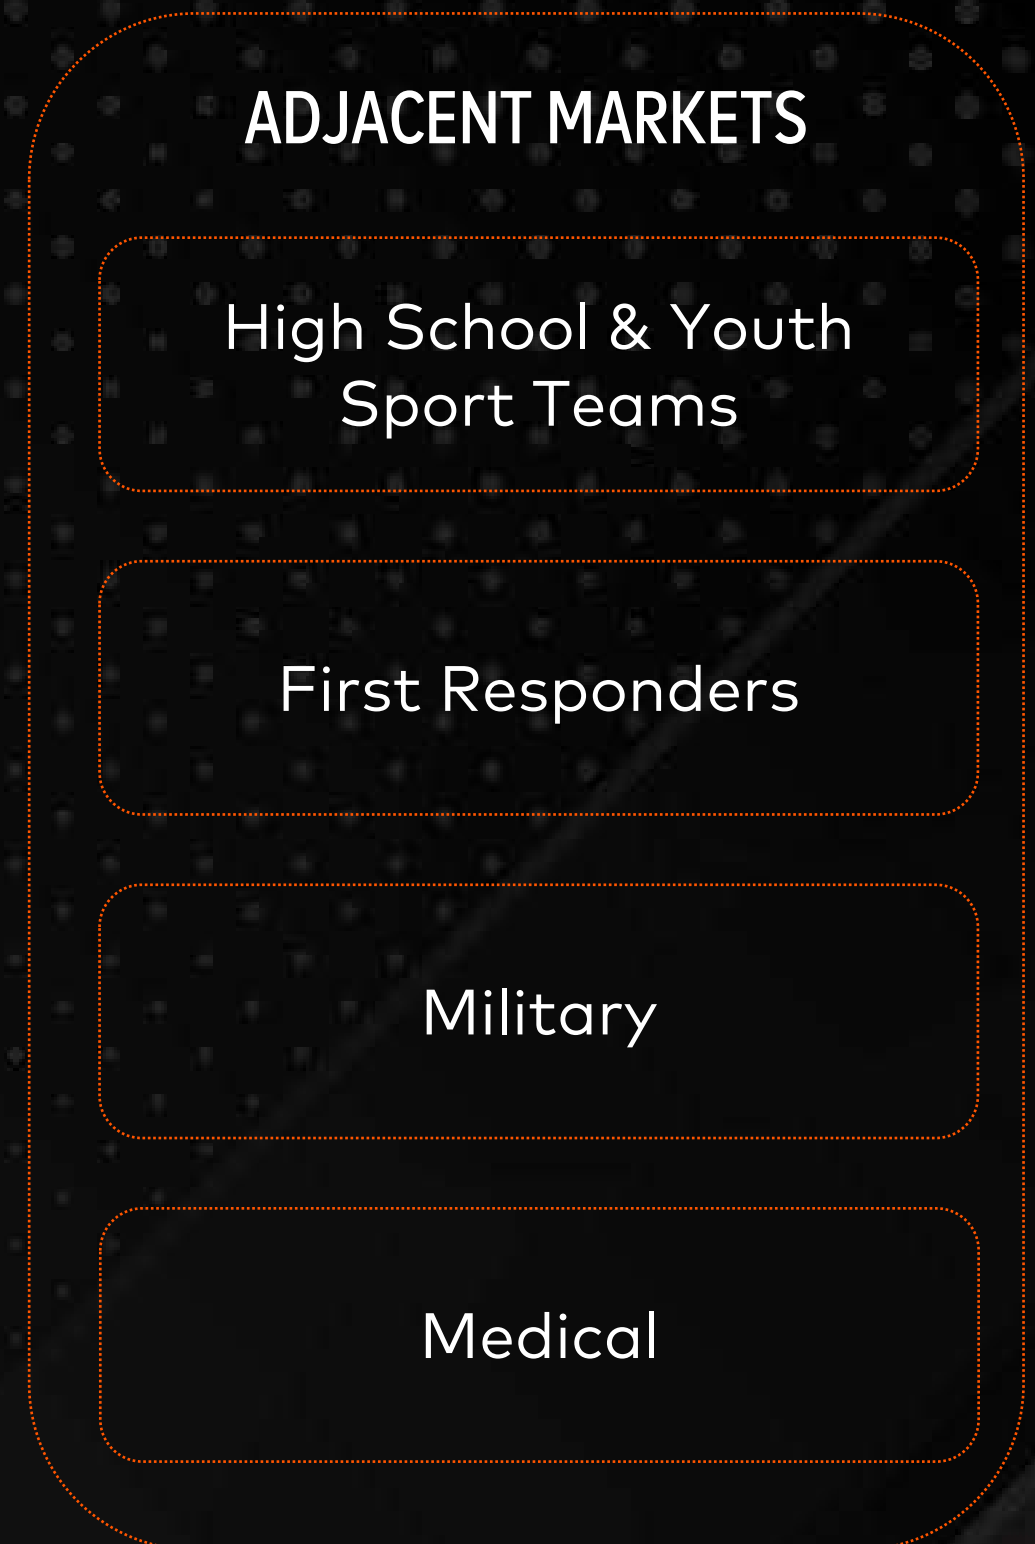 ADJACENT MARKETS
High School & Youth
Sport Teams
First Responders
Military
Medical